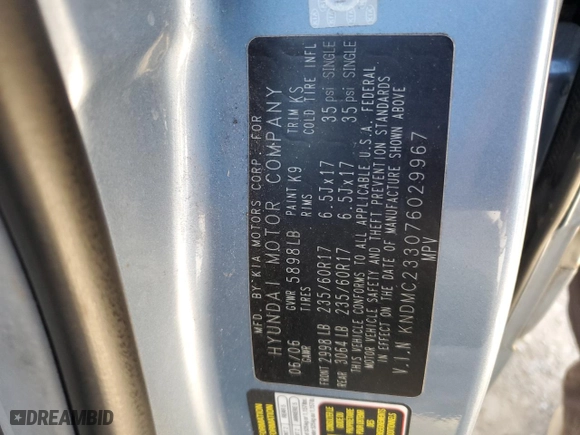 MFD. BY KIA MOTORS CORP. FOR
HYUNDAI MOTOR COMPANY
06/06 GVWR 5898LB PAINT K9 TRIM KS
GAWR TIRES RIMS COLD TIRE INFL
FRONT 2998 LB 235/60R17 6.5Jx17 35 psi SINGLE
REAR 3064 LB 235/60R17 6.5Jx17 35 psi SINGLE
THIS VEHICLE CONFORMS TO ALL APPLICABLE U.S.A. FEDERAL
MOTOR VEHICLE SAFETY AND THEFT PREVENTION STANDARDS
IN EFFECT ON THE DATE OF MANUFACTURE SHOWN ABOVE
V.I.N KNDMC233076029967
MPV
DREAMBID